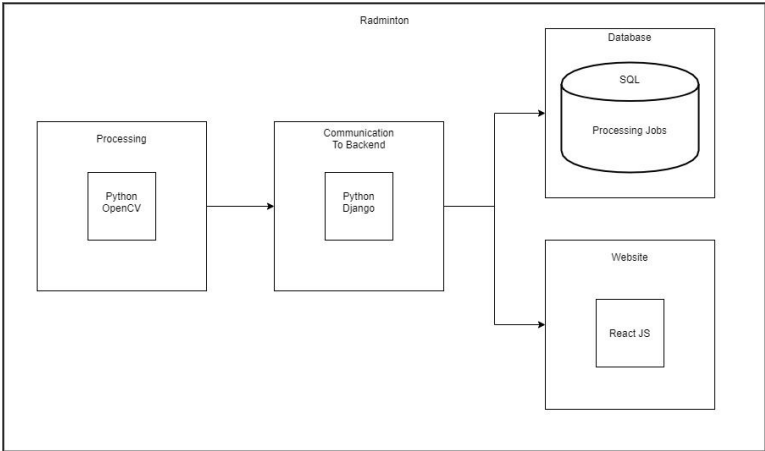 Radminton
Database
SQL
Processing Jobs
Processing
Python
OpenCV
Communication
To Backend
Python
Django
Website
React JS